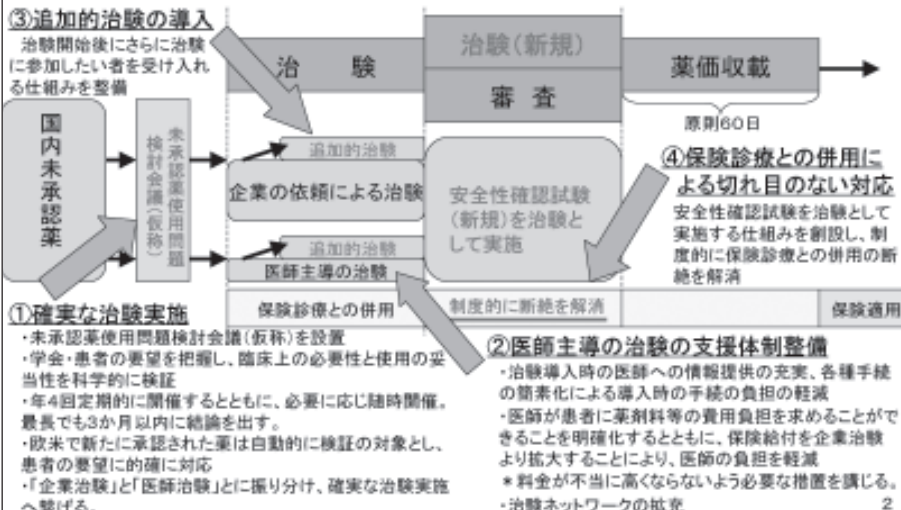 ③追加的治験の導入
治験開始後にさらに治験
に参加したい者を受け入れ
る仕組みを整備
治験
治験(新規)
審査
薬価収載
原則60日
国内未承認薬
未承認薬使用問題
検討会議(仮称)
追加的治験
企業の依頼による治験
追加的治験
医師主導の治験
安全性確認試験
(新規)を治験と
して実施
④保険診療との併用に
よる切れ目のない対応
安全性確認試験を治験として
実施する仕組みを創設し、制
度的に保険診療との併用の断
絶を解消
保険診療との併用
制度的に断絶を解消
保険適用
①確実な治験実施
・未承認薬使用問題検討会議(仮称)を設置
・学会・患者の要望を把握し、臨床上の必要性と使用の妥
当性を科学的に検証
・年4回定期的に開催するとともに、必要に応じ随時開催。
最長でも3か月以内に結論を出す。
・欧米で新たに承認された薬は自動的に検証の対象とし、
患者の要望に的確に対応
・「企業治験」と「医師治験」とに振り分け、確実な治験実施
へ繋げる。
②医師主導の治験の支援体制整備
・治験導入時の医師への情報提供の充実、各種手続
の簡素化による導入時の手続の負担の軽減
・医師が患者に薬剤料等の費用負担を求めることがで
きることを明確化するとともに、保険給付を企業治験
より拡大することにより、医師の負担を軽減
*料金が不当に高くならないよう必要な措置を講じる。
・治験ネットワークの拡充
2